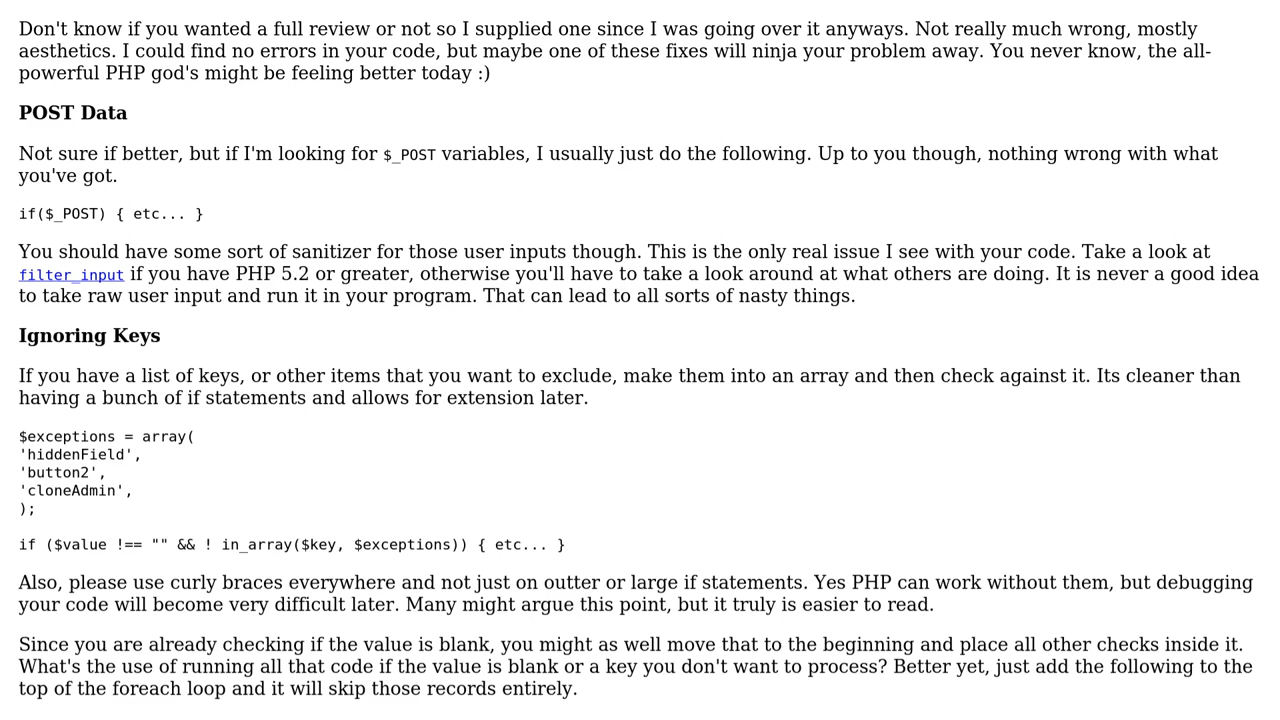 Don't know if you wanted a full review or not so I supplied one since I was going over it anyways. Not really much wrong, mostly
aesthetics. I could find no errors in your code, but maybe one of these fixes will ninja your problem away. You never know, the all-
powerful PHP god's might be feeling better today :)
POST Data
Not sure if better, but if I'm looking for $_POST variables, I usually just do the following. Up to you though, nothing wrong with what
you've got.
if($_POST) { etc... }
You should have some sort of sanitizer for those user inputs though. This is the only real issue I see with your code. Take a look at
filter_input if you have PHP 5.2 or greater, otherwise you'll have to take a look around at what others are doing. It is never a good idea
to take raw user input and run it in your program. That can lead to all sorts of nasty things.
Ignoring Keys
If you have a list of keys, or other items that you want to exclude, make them into an array and then check against it. Its cleaner than
having a bunch of if statements and allows for extension later.
$exceptions = array(
'hiddenField',
'button2',
'cloneAdmin',
);
if ($value !== "" && ! in_array($key, $exceptions)) { etc... }
Also, please use curly braces everywhere and not just on outter or large if statements. Yes PHP can work without them, but debugging
your code will become very difficult later. Many might argue this point, but it truly is easier to read.
Since you are already checking if the value is blank, you might as well move that to the beginning and place all other checks inside it.
What's the use of running all that code if the value is blank or a key you don't want to process? Better yet, just add the following to the
top of the foreach loop and it will skip those records entirely.